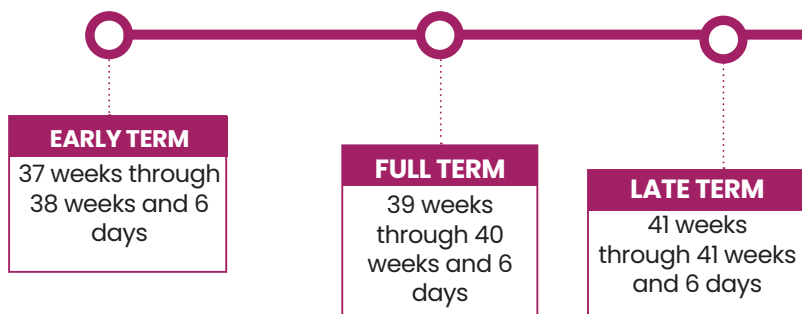 EARLY TERM
37 weeks through
38 weeks and 6
days
FULL TERM
39 weeks
through 40
weeks and 6
days
LATE TERM
41 weeks
through 41 weeks
and 6 days